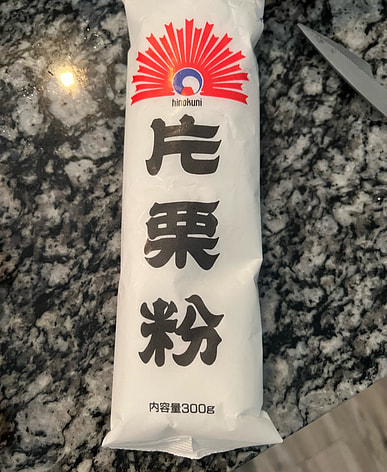 hinokuni
片
栗
粉
内容量300g